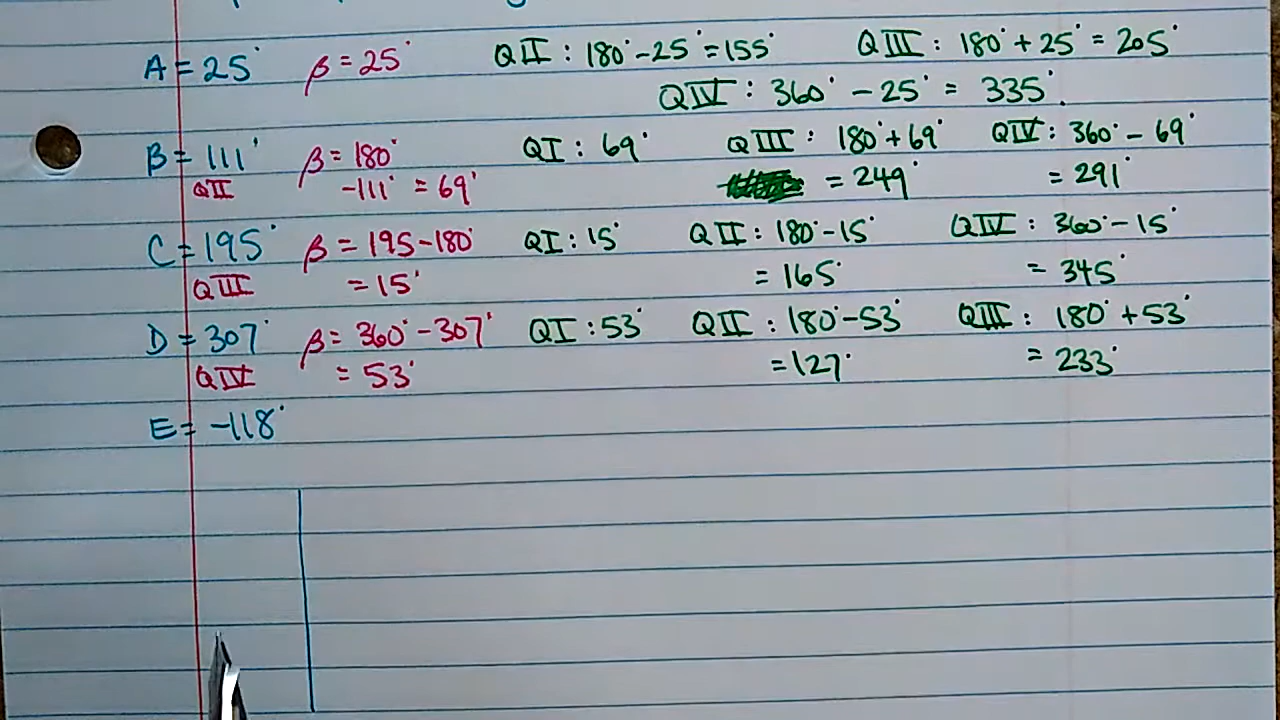 A = 25° β = 25° QII : 180° - 25° = 155° QIII : 180° + 25° = 205°
QIV : 360° - 25° = 335°.
B = 111° β = 180° QI : 69° QIII : 180° + 69° QIV : 360° - 69°
QII -111° = 69° = 249° = 291°
C = 195° β = 195 - 180° QI : 15° QII : 180° - 15° QIV : 360° - 15°
QIII = 15° = 165° = 345°
D = 307° β = 360° - 307° QI : 53° QII : 180° - 53° QIII : 180° + 53°
QIV = 53° = 127° = 233°
E = -118°